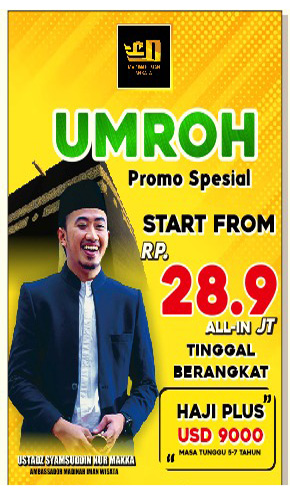 UMROH
Promo Spesial
START FROM
RP.
28.9
ALL-IN JT
TINGGAL
BERANGKAT
HAJI PLUS”
USD 9000
“ MASA TUNGGU 5-7 TAHUN
USTADZ SYAMSUDDIN NUR MAKKA
AMBASSADOR MADINAH IMAN WISATA